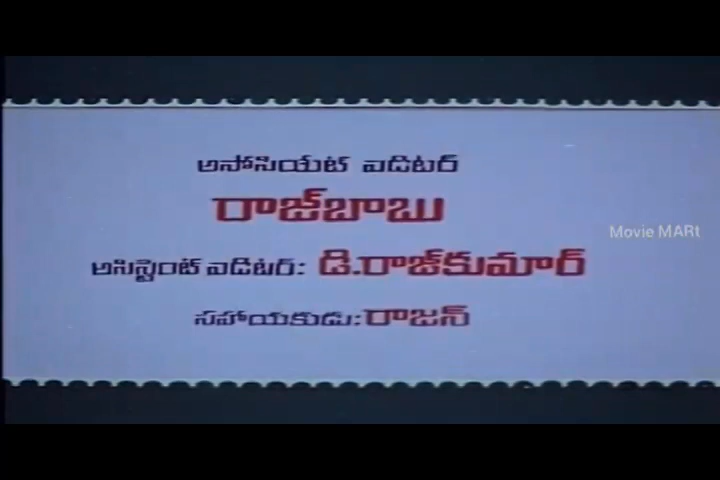 అసోసియేట్ ఎడిటర్
రాజ్‌బాబు
Movie MARt
అసిస్టెంట్ ఎడిటర్: డి.రాజ్‌కుమార్
సహాయకుడు: రాజన్